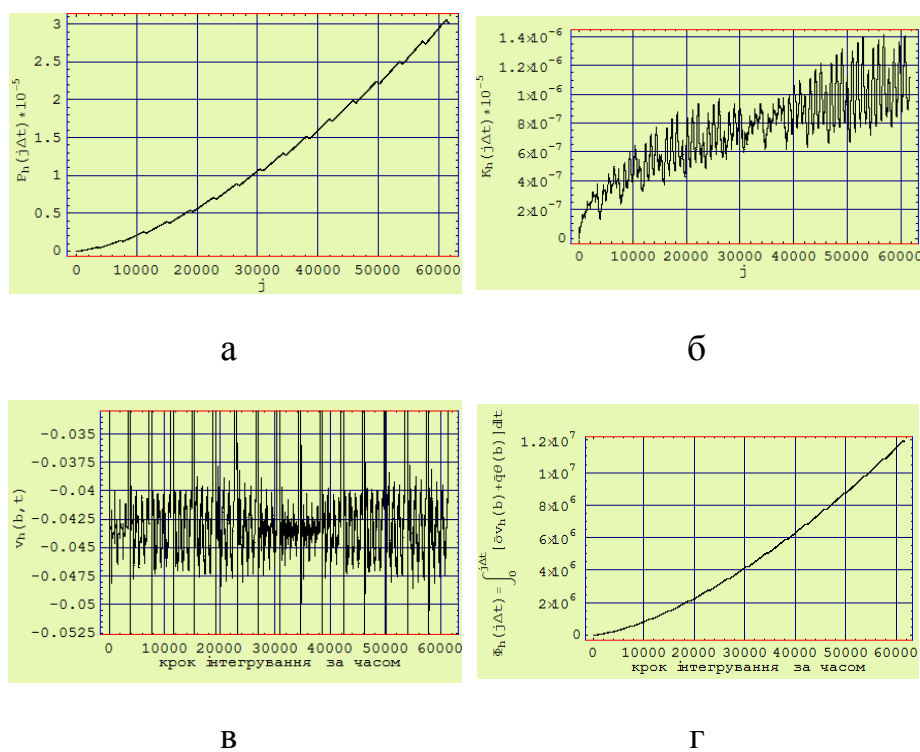 3
2.5
2
1.5
1
0.5
0
P_h(jΔt)*10^-5
0 10000 20000 30000 40000 50000 60000
j
1.4×10^-6
1.2×10^-6
1×10^-6
8×10^-7
6×10^-7
4×10^-7
2×10^-7
0
K_h(jΔt)*10^-5
0 10000 20000 30000 40000 50000 60000
j
а б
-0.035
-0.0375
-0.04
-0.0425
-0.045
-0.0475
-0.05
-0.0525
v_h(b,t)
0 10000 20000 30000 40000 50000 60000
крок інтегрування за часом
1.2×10^7
1×10^7
8×10^6
6×10^6
4×10^6
2×10^6
0
Φ_h(jΔt)=∫_0^jΔt [σv_h(b)+qθ(b)]dt
0 10000 20000 30000 40000 50000 60000
крок інтегрування за часом
в г